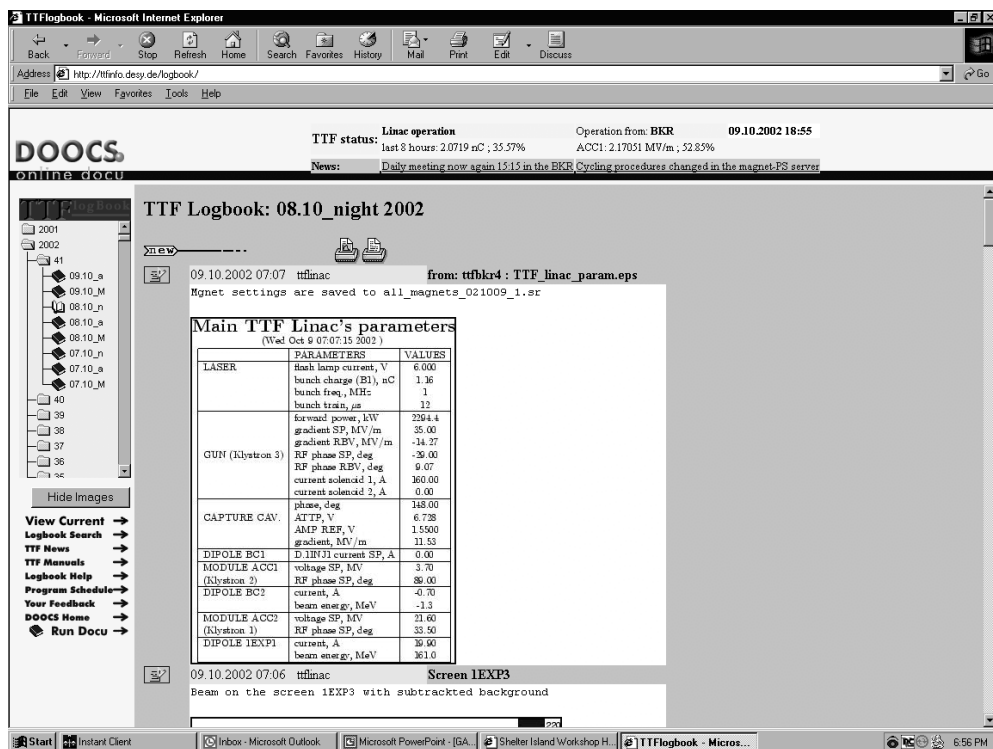 TTFlogbook - Microsoft Internet Explorer
Back Forward Stop Refresh Home Search Favorites History Mail Print Edit Discuss
Address http://ttfinfo.desy.de/logbook/ Go
File Edit View Favorites Tools Help
DOOCS
online docu
TTF status: Linac operation Operation from: BKR 09.10.2002 18:55
last 8 hours: 2.0719 nC ; 35.57% ACC1: 2.17051 MV/m ; 52.85%
News: Daily meeting now again 15:15 in the BKR Cycling procedures changed in the magnet-PS server
TTF logBook
2001
2002
41
09.10_a
09.10_M
08.10_n
08.10_a
08.10_M
07.10_n
07.10_a
07.10_M
40
39
38
37
36
35
Hide Images
View Current
Logbook Search
TTF News
TTF Manuals
Logbook Help
Program Schedule
Your Feedback
DOOCS Home
Run Docu
TTF Logbook: 08.10_night 2002
new
09.10.2002 07:07 ttflinac from: ttfbkr4 : TTF_linac_param.eps
Mgnet settings are saved to all_magnets_021009_1.sr
Main TTF Linac's parameters
(Wed Oct 9 07:07:15 2002 )
PARAMETERS VALUES
LASER flash lamp current, V 6.000
bunch charge (B1), nC 1.16
bunch freq., MHz 1
bunch train, μs 12
forward power, kW 2294.4
gradient SP, MV/m 35.00
gradient RBV, MV/m -14.27
GUN (Klystron 3) RF phase SP, deg -29.00
RF phase RBV, deg 9.07
current solenoid 1, A 160.00
current solenoid 2, A 0.00
phase, deg 148.00
CAPTURE CAV. ATTP, V 6.728
AMP REF, V 1.5500
gradient, MV/m 11.53
DIPOLE BC1 D.1INJ1 current SP, A 0.00
MODULE ACC1 voltage SP, MV 3.70
(Klystron 2) RF phase SP, deg 89.00
DIPOLE BC2 current, A -0.70
beam energy, MeV -1.3
MODULE ACC2 voltage SP, MV 21.60
(Klystron 1) RF phase SP, deg 33.50
DIPOLE 1EXP1 current, A 19.90
beam energy, MeV 161.0
09.10.2002 07:06 ttflinac Screen 1EXP3
Beam on the screen 1EXP3 with subtrackted background
220
Start Instant Client Inbox - Microsoft Outlook Microsoft PowerPoint - [GA... Shelter Island Workshop H... TTFlogbook - Micros... 6:56 PM